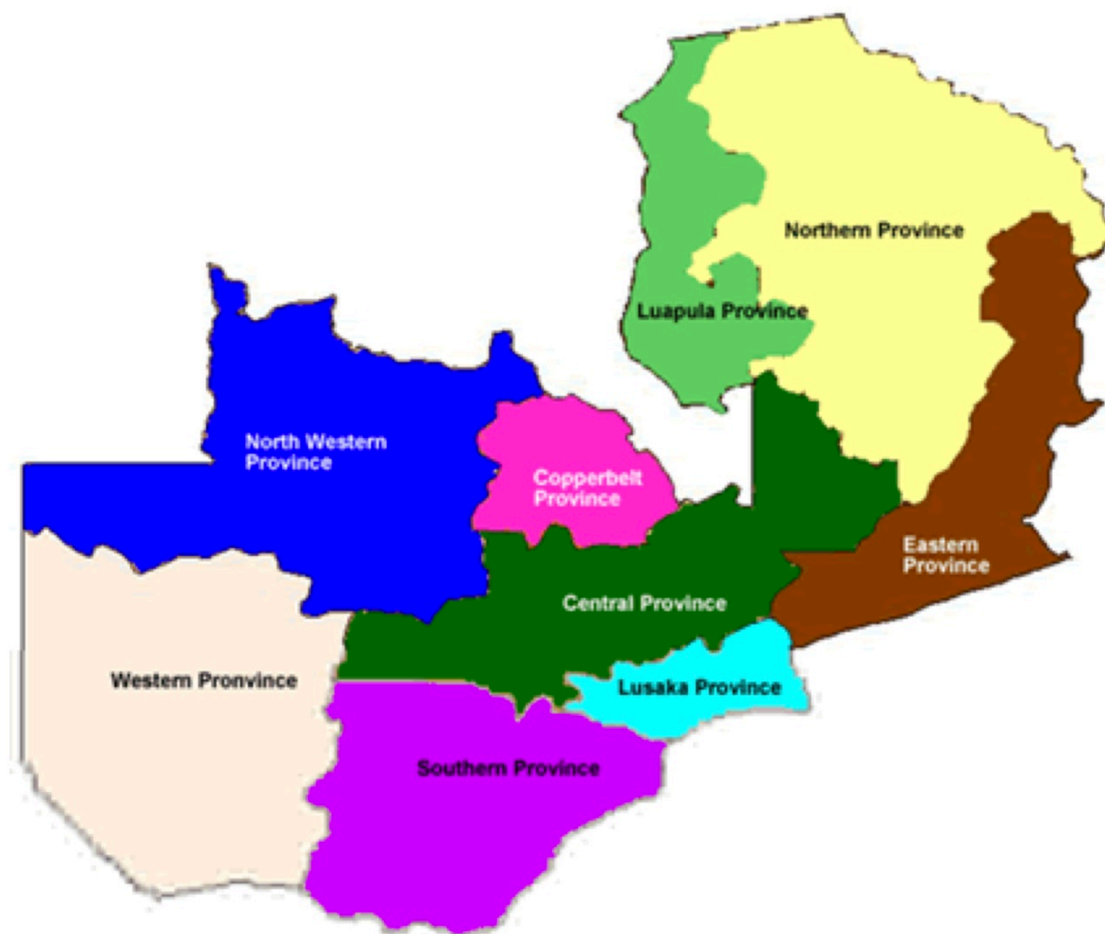 Northern Province
Luapula Province
North Western
Province
Copperbelt
Province
Eastern
Province
Central Province
Western Pronvince
Lusaka Province
Southern Province